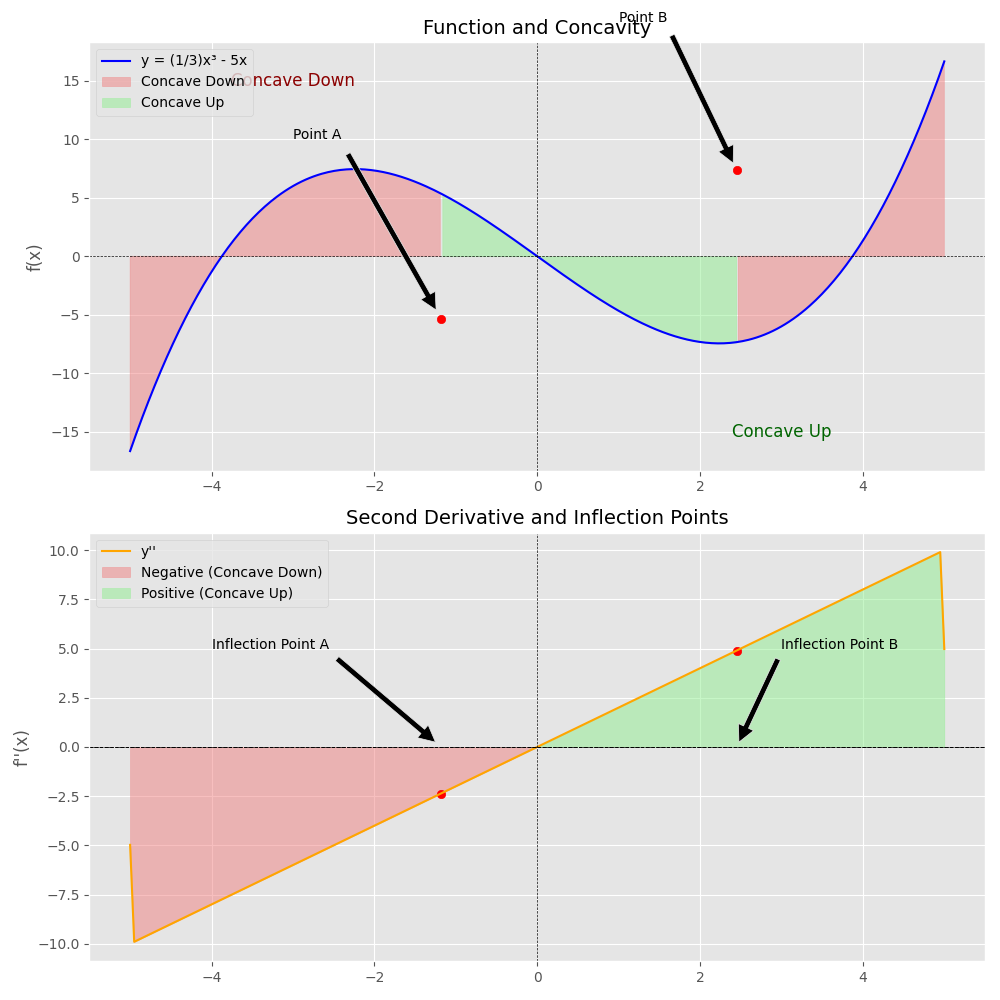 Point B
Function and Concavity
y = (1/3)x³ - 5x
Concave Down
Concave Up
Concave Down
Point A
f(x)
15
10
5
0
−5
−10
−15
Concave Up
−4
−2
0
2
4
Second Derivative and Inflection Points
y''
Negative (Concave Down)
Positive (Concave Up)
Inflection Point A
Inflection Point B
f''(x)
10.0
7.5
5.0
2.5
0.0
−2.5
−5.0
−7.5
−10.0
−4
−2
0
2
4